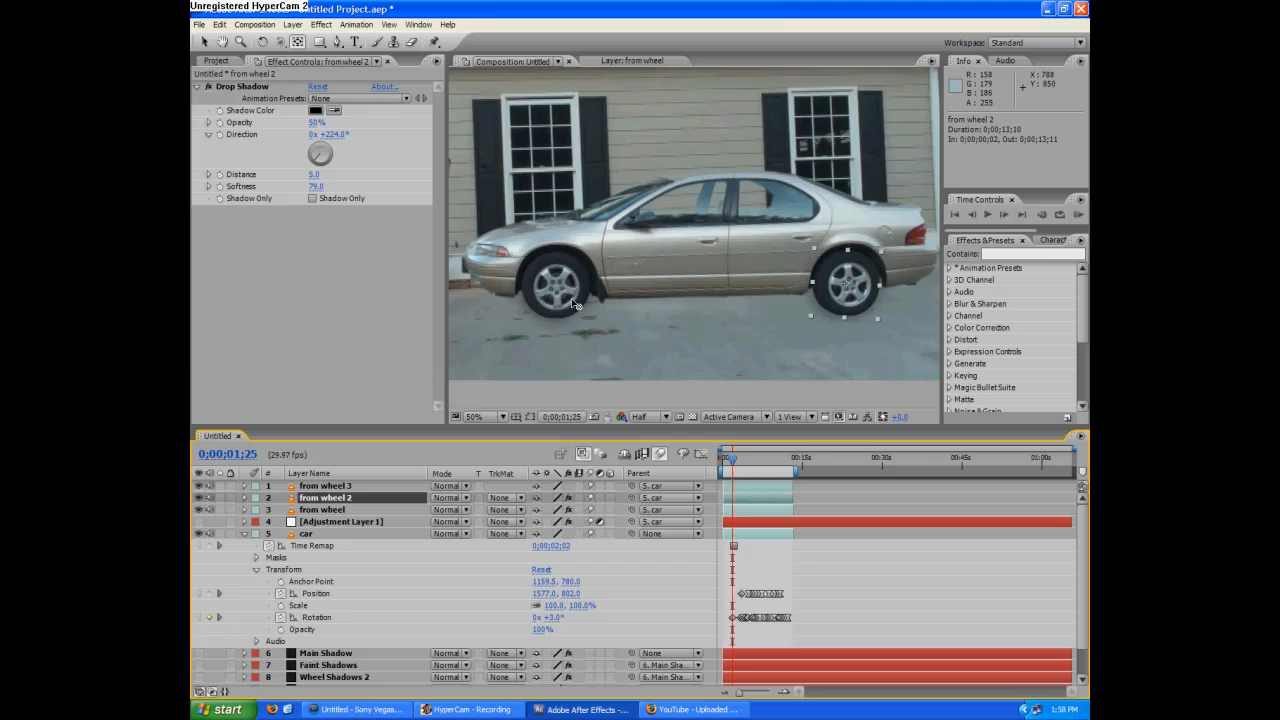 Unregistered HyperCam 2
Untitled Project.aep *
File Edit Composition Layer Effect Animation View Window Help
Workspace: Standard
Project Effect Controls: from wheel 2
Composition: Untitled Layer: from wheel
Info Audio
Untitled * from wheel 2
Drop Shadow Reset About...
Animation Presets: None
Shadow Color
Opacity 50%
Direction 0x +224.0°
Distance 5.0
Softness 79.0
Shadow Only Shadow Only
R: 158
G: 179
B: 186
A: 255
X: 788
Y: 850
from wheel 2
Duration: 0;00;13;10
In: 0;00;00;02, Out: 0;00;13;11
Time Controls
Effects & Presets Charac
Contains:
* Animation Presets
3D Channel
Audio
Blur & Sharpen
Channel
Color Correction
Distort
Expression Controls
Generate
Keying
Magic Bullet Suite
Matte
Noise & Grain
50% 0;00;01;25 Half Active Camera 1 View +0.0
Untitled
0;00;01;25 (29.97 fps)
00:15s 00:30s 00:45s 01:00s
# Layer Name Mode T TrkMat Parent
1 from wheel 3 Normal 5. car
2 from wheel 2 Normal None 5. car
3 from wheel Normal None 5. car
4 [Adjustment Layer 1] Normal None 5. car
5 car Normal None None
Time Remap 0;00;02;02
Masks
Transform Reset
Anchor Point 1159.5, 780.0
Position 1577.0, 602.0
Scale 100.0, 100.0%
Rotation 0x +3.0°
Opacity 100%
Audio
6 Main Shadow Normal None None
7 Faint Shadows Normal None 6. Main Sha...
8 Wheel Shadows 2 Normal None 6. Main Sha...
start Untitled - Sony Vegas... HyperCam - Recording Adobe After Effects -... YouTube - Uploaded ... 1:58 PM